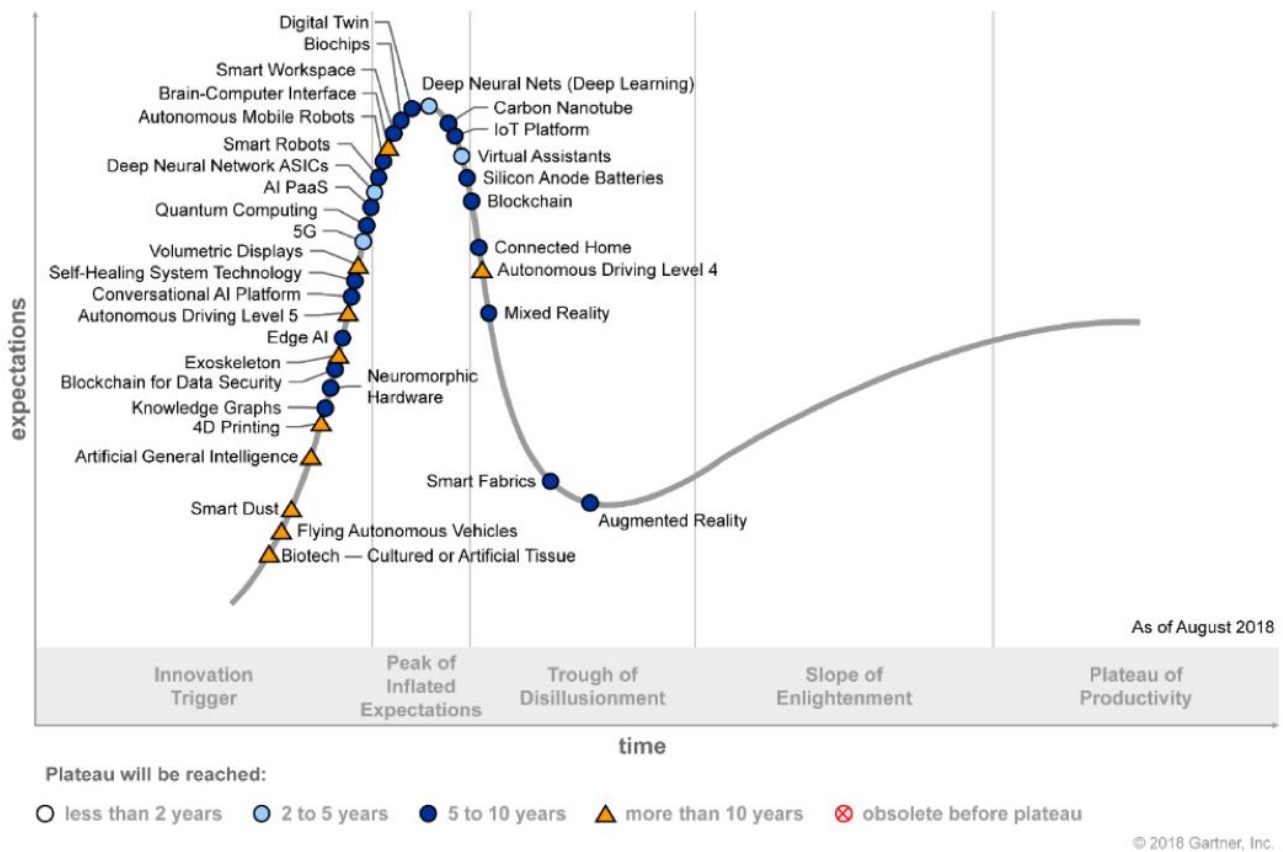 Digital Twin
Biochips
Smart Workspace
Brain-Computer Interface
Autonomous Mobile Robots
Smart Robots
Deep Neural Network ASICs
AI PaaS
Quantum Computing
5G
Volumetric Displays
Self-Healing System Technology
Conversational AI Platform
Autonomous Driving Level 5
Edge AI
Exoskeleton
Blockchain for Data Security
Neuromorphic
Hardware
Knowledge Graphs
4D Printing
Artificial General Intelligence
Smart Dust
Flying Autonomous Vehicles
Biotech — Cultured or Artificial Tissue
Deep Neural Nets (Deep Learning)
Carbon Nanotube
IoT Platform
Virtual Assistants
Silicon Anode Batteries
Blockchain
Connected Home
Autonomous Driving Level 4
Mixed Reality
Smart Fabrics
Augmented Reality
expectations
As of August 2018
Innovation
Trigger
Peak of
Inflated
Expectations
Trough of
Disillusionment
Slope of
Enlightenment
Plateau of
Productivity
time
Plateau will be reached:
less than 2 years
2 to 5 years
5 to 10 years
more than 10 years
obsolete before plateau
© 2018 Gartner, Inc.